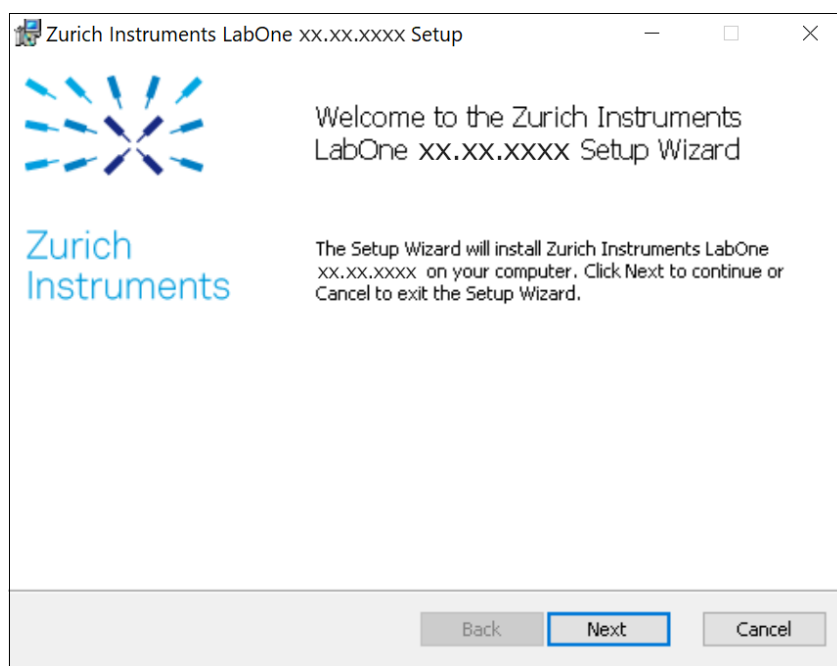 Zurich Instruments LabOne xx.xx.xxxx Setup
Welcome to the Zurich Instruments
LabOne xx.xx.xxxx Setup Wizard
Zurich
Instruments
The Setup Wizard will install Zurich Instruments LabOne
xx.xx.xxxx on your computer. Click Next to continue or
Cancel to exit the Setup Wizard.
Back Next Cancel